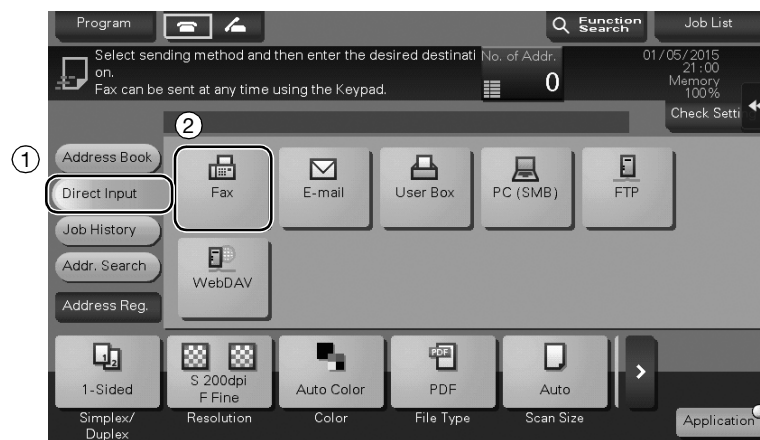 Program
Function
Search
Job List
Select sending method and then enter the desired destinati
on.
Fax can be sent at any time using the Keypad.
No. of Addr.
0
01/05/2015
21:00
Memory
100%
Check Setti
2
1
Address Book
Direct Input
Job History
Addr. Search
Address Reg.
Fax
E-mail
User Box
PC (SMB)
FTP
WebDAV
1 2
1-Sided
Simplex/
Duplex
S 200dpi
F Fine
Resolution
Auto Color
Color
PDF
PDF
File Type
Auto
Scan Size
Application